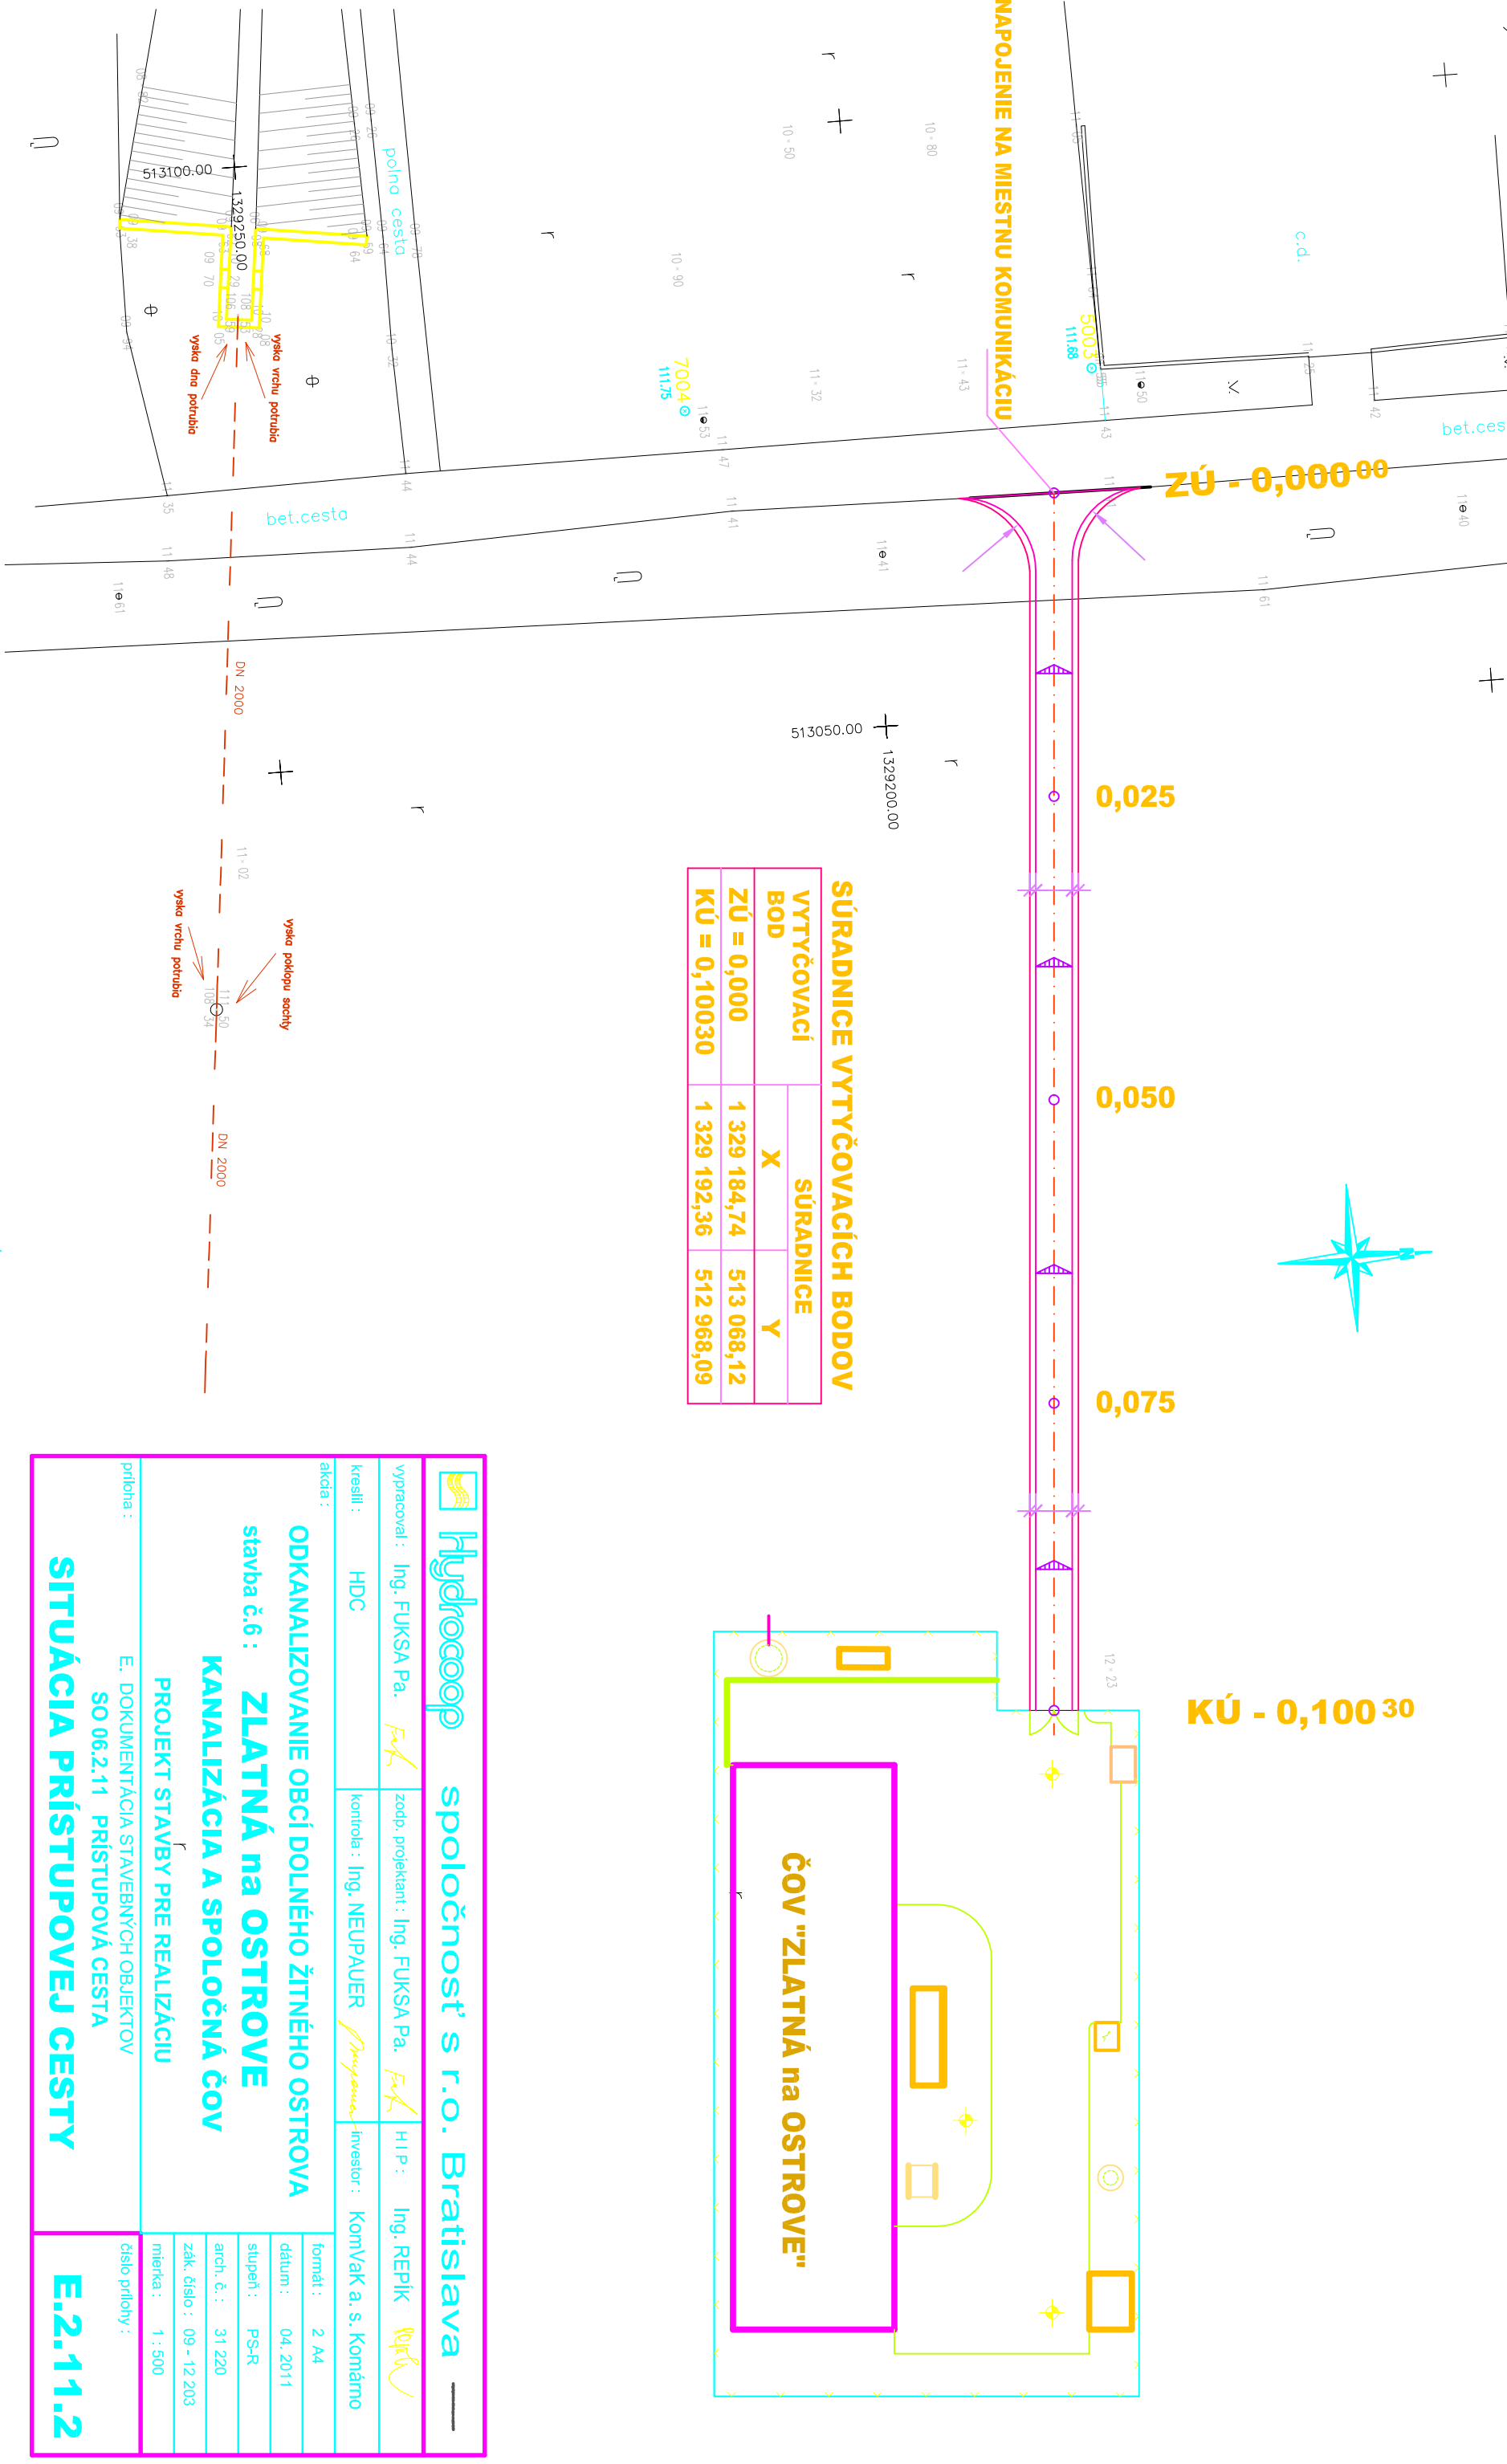 NAPOJENIE NA MIESTNU KOMUNIKÁCIU
ZÚ - 0,000 00
0,025
0,050
0,075
KÚ - 0,100 30
c.d.
bet.ces
bet.cesta
polna cesta
5003
111.68
7004
111.75
513100.00
1329250.00
513050.00
1329200.00
vyska vrchu potrubia
vyska dna potrubia
DN 2000
vyska poklopu sachty
vyska vrchu potrubia
DN 2000
SÚRADNICE VYTYČOVACÍCH BODOV
VYTYČOVACÍ BOD
SÚRADNICE
X Y
ZÚ = 0,000 1 329 184,74 513 068,12
KÚ = 0,10030 1 329 192,36 512 968,09
N
ČOV "ZLATNÁ na OSTROVE"
Hydrocoop spoločnosť s r.o. Bratislava
vypracoval : Ing. FUKSA Pa. zodp. projektant : Ing. FUKSA Pa. H I P : Ing. REPÍK
kreslil : HDC kontrola : Ing. NEUPAUER investor : KomVaK a. s. Komárno
akcia :
ODKANALIZOVANIE OBCÍ DOLNÉHO ŽITNÉHO OSTROVA
stavba č.6 : ZLATNÁ na OSTROVE
KANALIZÁCIA A SPOLOČNÁ ČOV
PROJEKT STAVBY PRE REALIZÁCIU
formát : 2 A4
dátum : 04. 2011
stupeň : PS-R
arch. č. : 31 220
zák. číslo : 09 - 12 203
mierka : 1 : 500
príloha :
E. DOKUMENTÁCIA STAVEBNÝCH OBJEKTOV
SO 06.2.11 PRÍSTUPOVÁ CESTA
SITUÁCIA PRÍSTUPOVEJ CESTY
číslo prílohy :
E.2.11.2